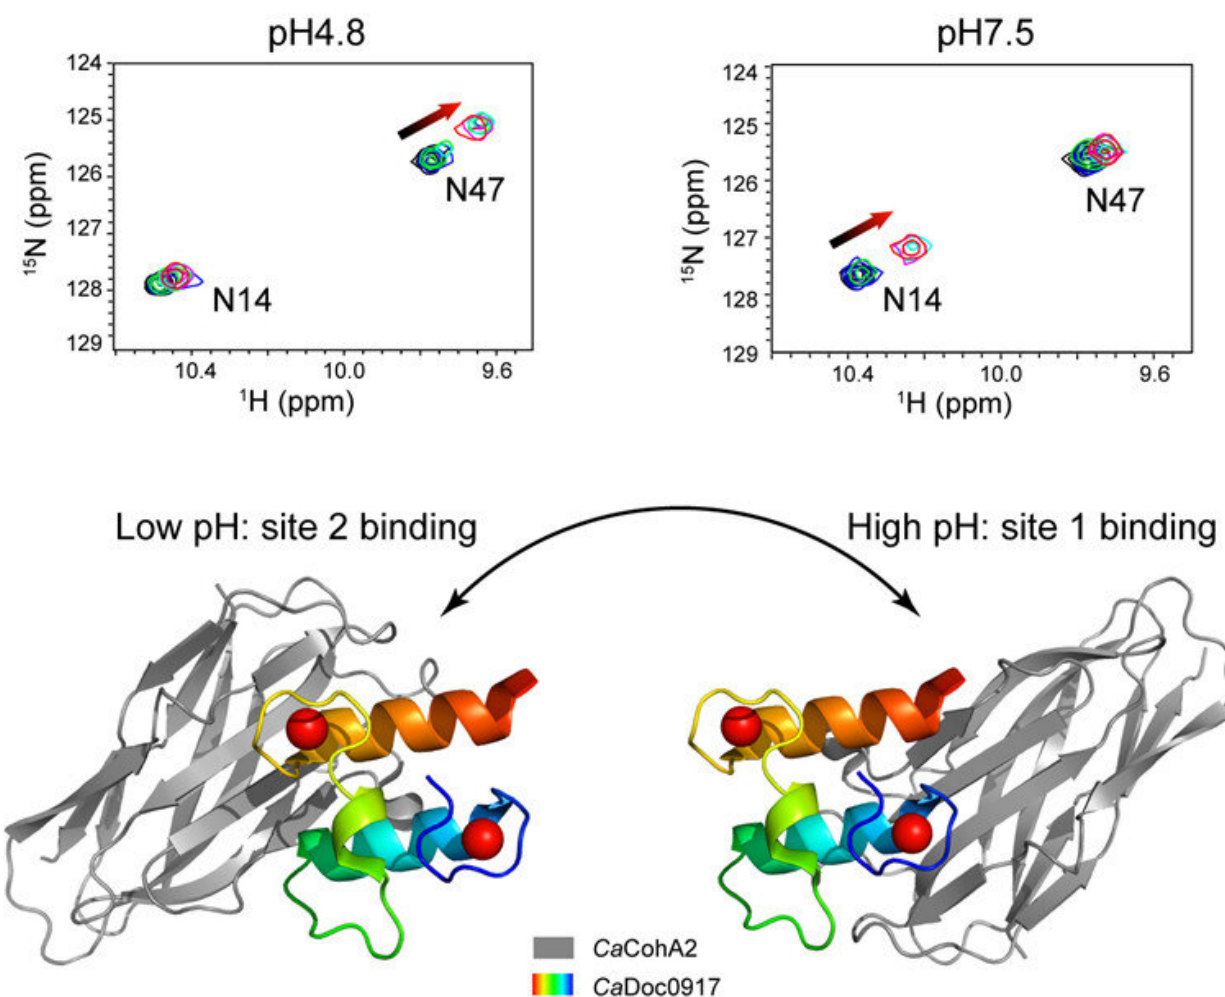 pH4.8
124
125
126
127
128
129
¹⁵N (ppm)
N47
N14
10.4 10.0 9.6
¹H (ppm)
pH7.5
124
125
126
127
128
129
¹⁵N (ppm)
N47
N14
10.4 10.0 9.6
¹H (ppm)
Low pH: site 2 binding
High pH: site 1 binding
CaCohA2
CaDoc0917